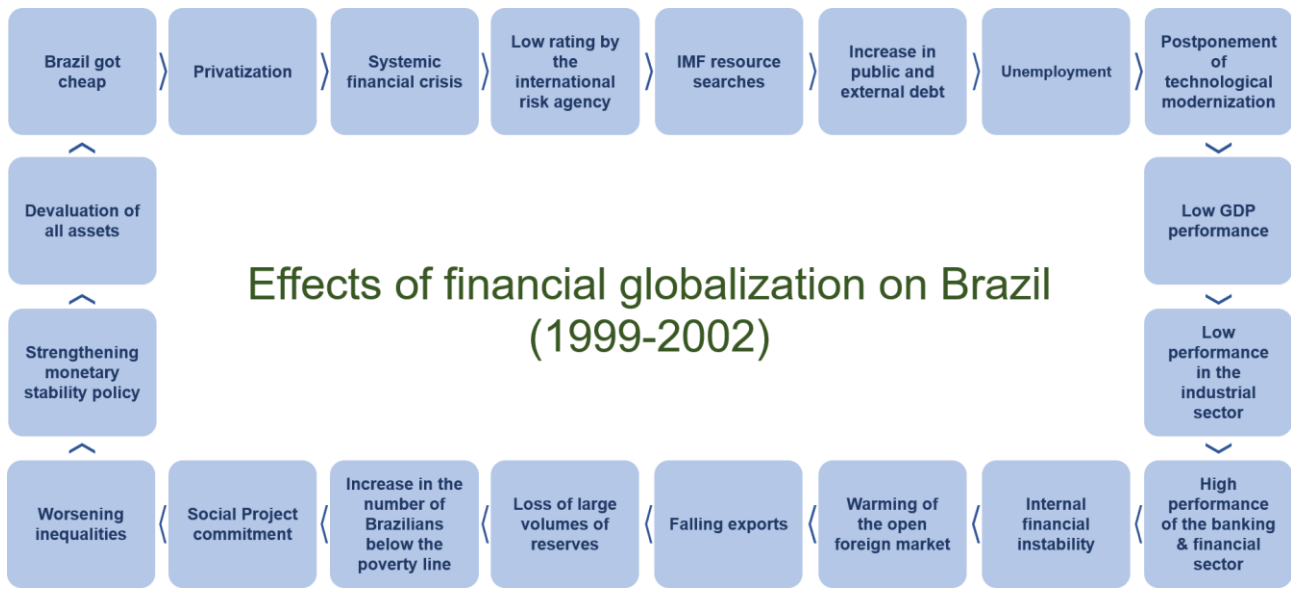 Brazil got
cheap
Privatization
Systemic
financial crisis
Low rating by
the
international
risk agency
IMF resource
searches
Increase in
public and
external debt
Unemployment
Postponement
of
technological
modernization
Low GDP
performance
Low
performance
in the
industrial
sector
High
performance
of the banking
& financial
sector
Internal
financial
instability
Warming of
the open
foreign market
Falling exports
Loss of large
volumes of
reserves
Increase in the
number of
Brazilians
below the
poverty line
Social Project
commitment
Worsening
inequalities
Strengthening
monetary
stability policy
Devaluation of
all assets
Effects of financial globalization on Brazil
(1999-2002)